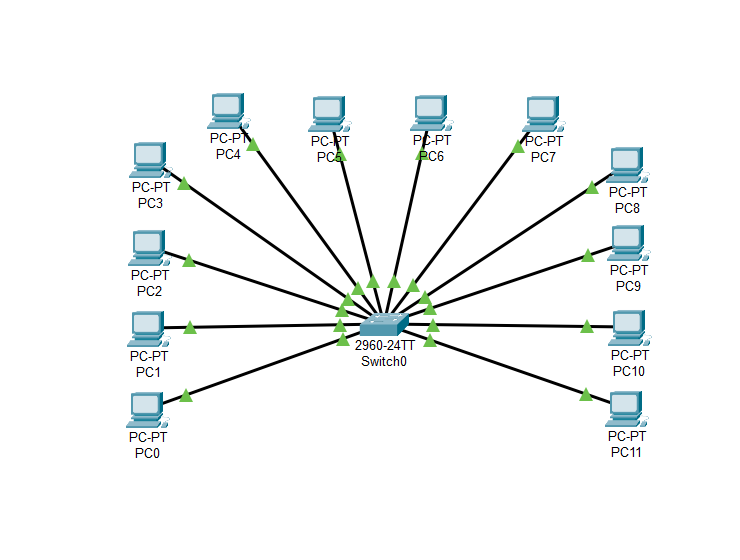 PC-PT
PC4
PC-PT
PC5
PC-PT
PC6
PC-PT
PC7
PC-PT
PC3
PC-PT
PC8
PC-PT
PC2
PC-PT
PC9
PC-PT
PC1
2960-24TT
Switch0
PC-PT
PC10
PC-PT
PC0
PC-PT
PC11